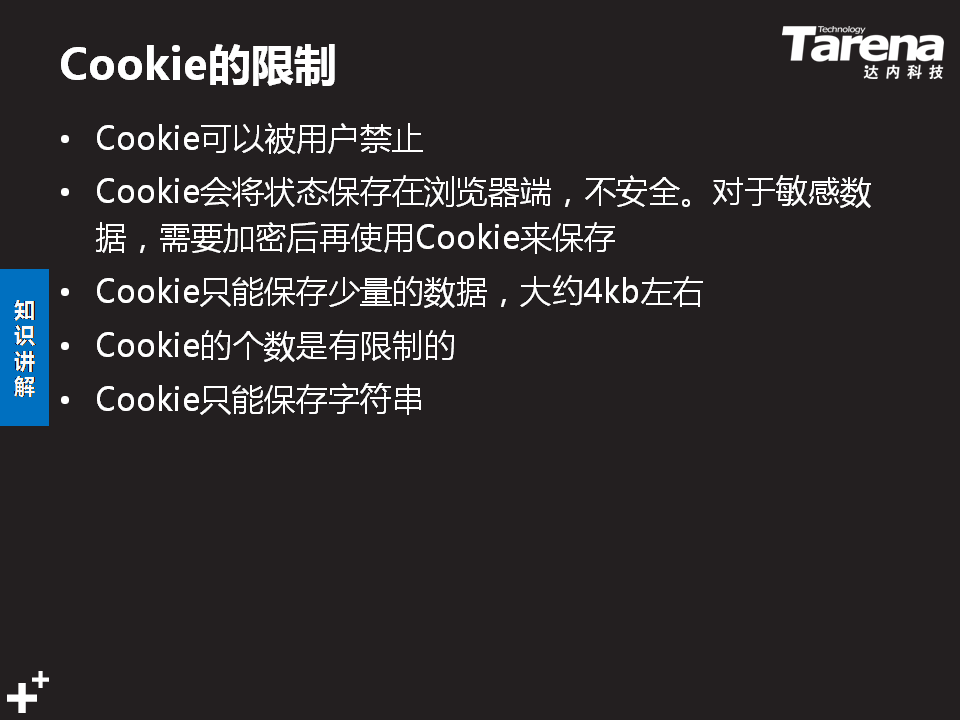 Cookie的限制
Technology
Tarena
达内科技
• Cookie可以被用户禁止
• Cookie会将状态保存在浏览器端，不安全。对于敏感数
据，需要加密后再使用Cookie来保存
• Cookie只能保存少量的数据，大约4kb左右
• Cookie的个数是有限制的
• Cookie只能保存字符串
知识讲解